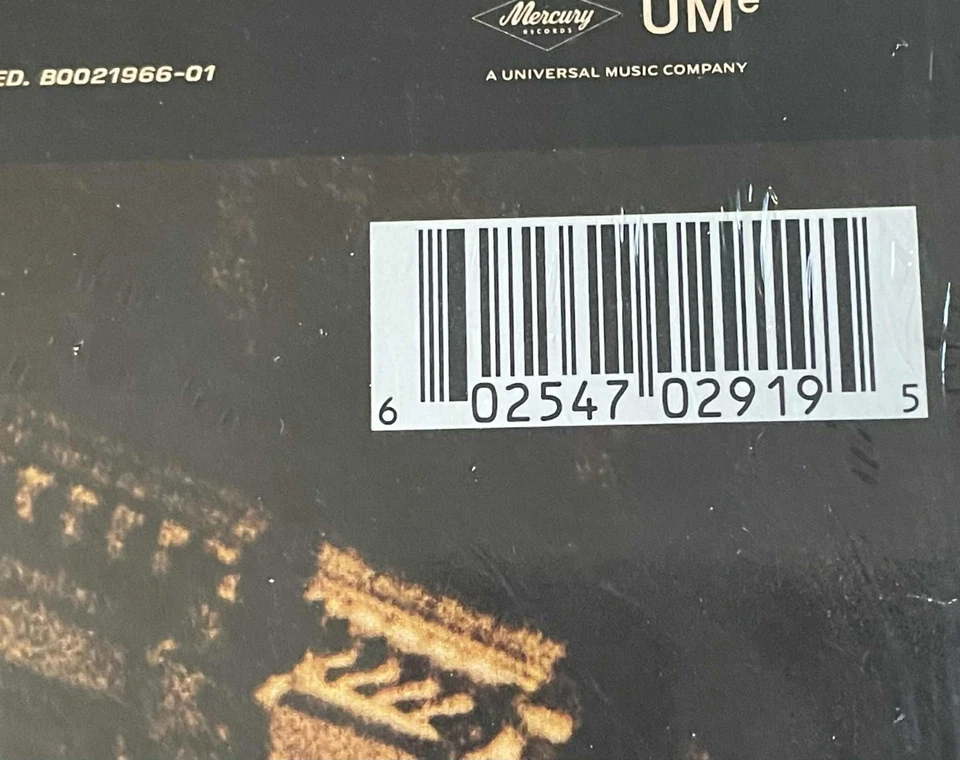 Mercury
RECORDS
UMe
ED. B0021966-01
A UNIVERSAL MUSIC COMPANY
6 02547 02919 5